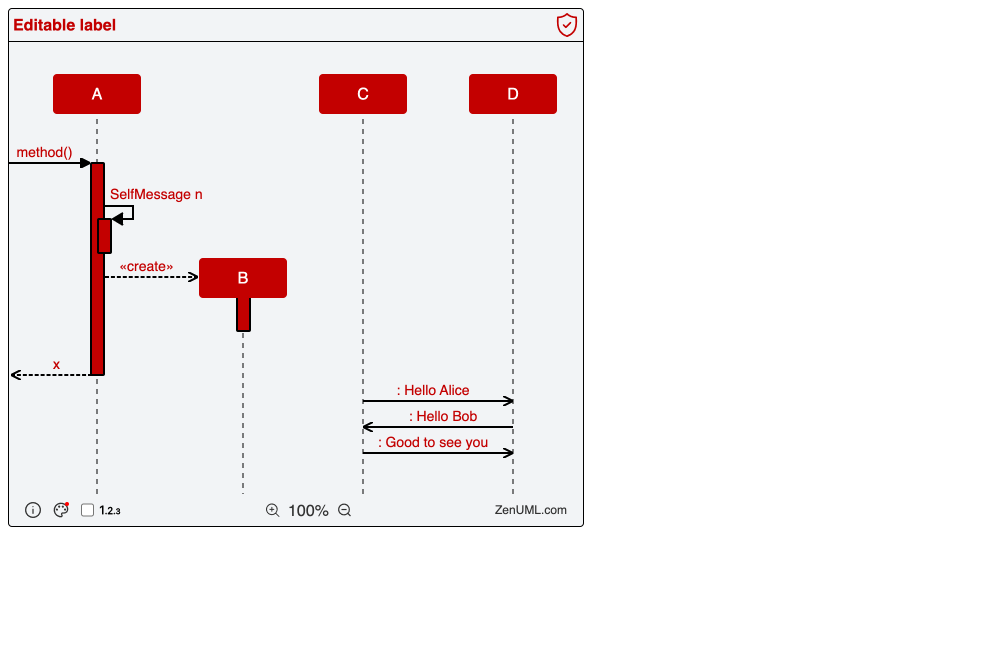 Editable label
A
C
D
method()
SelfMessage n
«create»
B
x
: Hello Alice
: Hello Bob
: Good to see you
1.2.3
100%
ZenUML.com